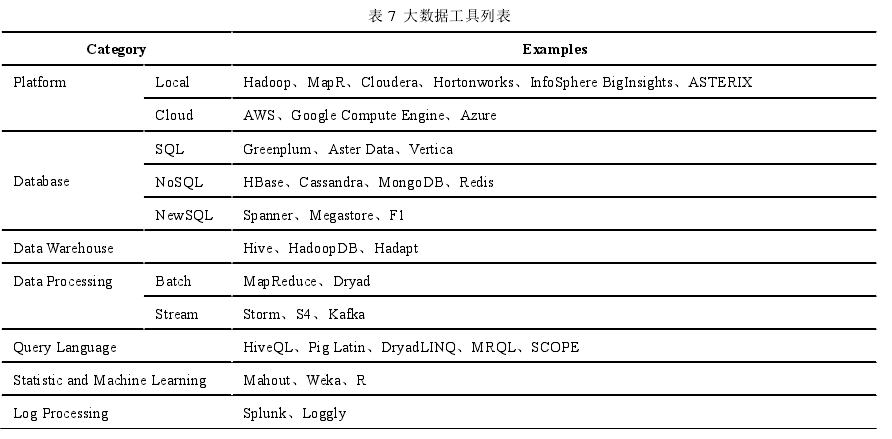 表 7 大数据工具列表
Category Examples
Platform Local Hadoop、MapR、Cloudera、Hortonworks、InfoSphere BigInsights、ASTERIX
Cloud AWS、Google Compute Engine、Azure
SQL Greenplum、Aster Data、Vertica
Database NoSQL HBase、Cassandra、MongoDB、Redis
NewSQL Spanner、Megastore、F1
Data Warehouse Hive、HadoopDB、Hadapt
Data Processing Batch MapReduce、Dryad
Stream Storm、S4、Kafka
Query Language HiveQL、Pig Latin、DryadLINQ、MRQL、SCOPE
Statistic and Machine Learning Mahout、Weka、R
Log Processing Splunk、Loggly